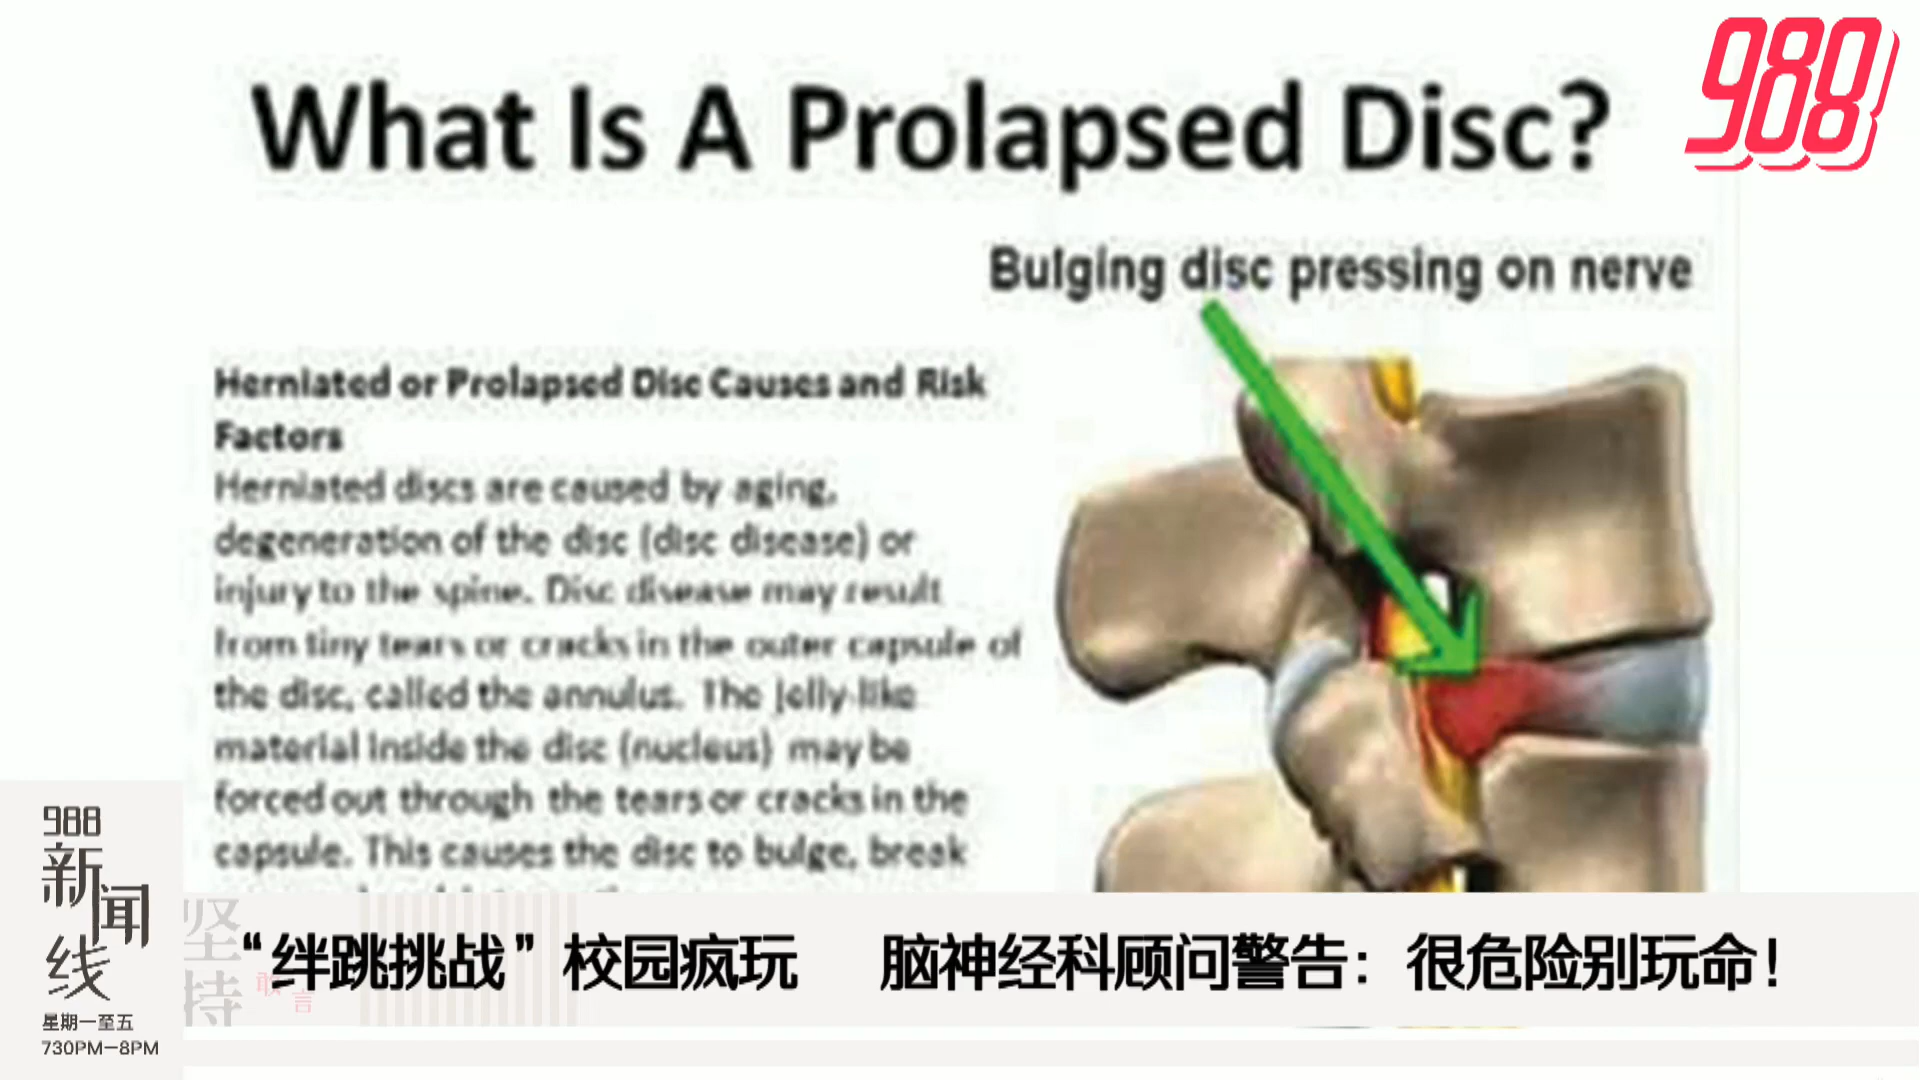 988
What Is A Prolapsed Disc?
Bulging disc pressing on nerve
Herniated or Prolapsed Disc Causes and Risk
Factors
Herniated discs are caused by aging,
degeneration of the disc (disc disease) or
injury to the spine. Disc disease may result
from tiny tears or cracks in the outer capsule of
the disc, called the annulus. The jelly-like
material inside the disc (nucleus) may be
forced out through the tears or cracks in the
capsule. This causes the disc to bulge, break
988
新闻线
星期一至五
730PM—8PM
坚持
敢言
“绊跳挑战”校园疯玩 脑神经科顾问警告：很危险别玩命！